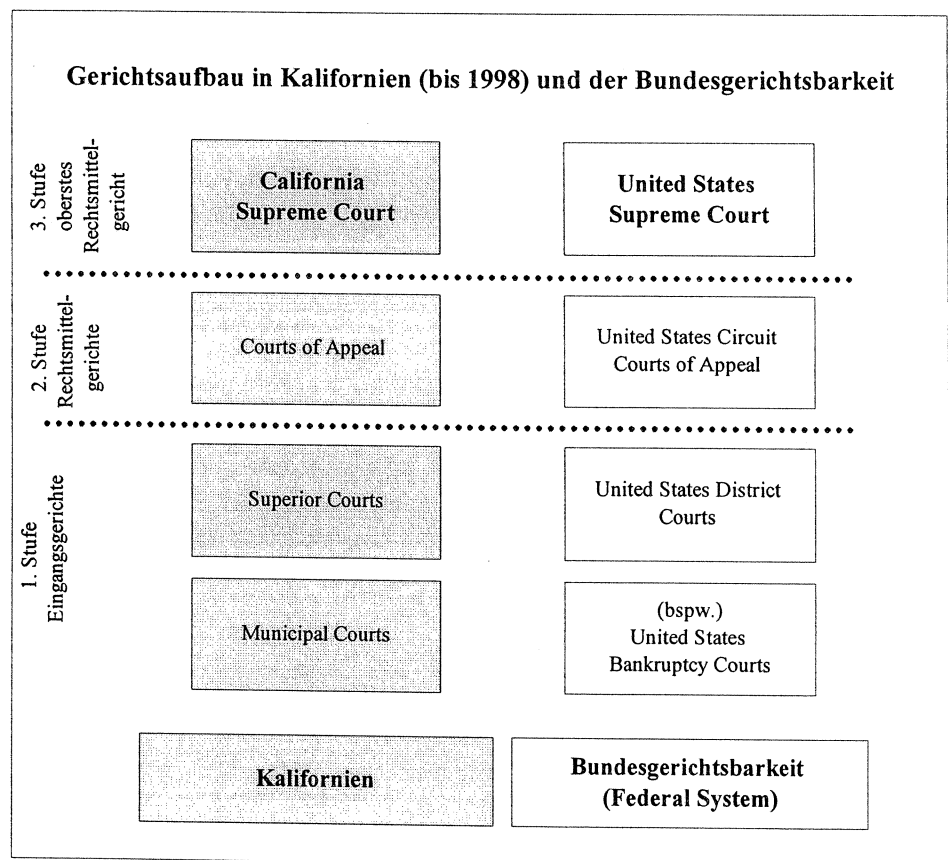 Gerichtsaufbau in Kalifornien (bis 1998) und der Bundesgerichtsbarkeit
3. Stufe
oberstes
Rechtsmittel-
gericht
California
Supreme Court
United States
Supreme Court
2. Stufe
Rechtsmittel-
gerichte
Courts of Appeal
United States Circuit
Courts of Appeal
1. Stufe
Eingangsgerichte
Superior Courts
United States District
Courts
Municipal Courts
(bspw.)
United States
Bankruptcy Courts
Kalifornien
Bundesgerichtsbarkeit
(Federal System)